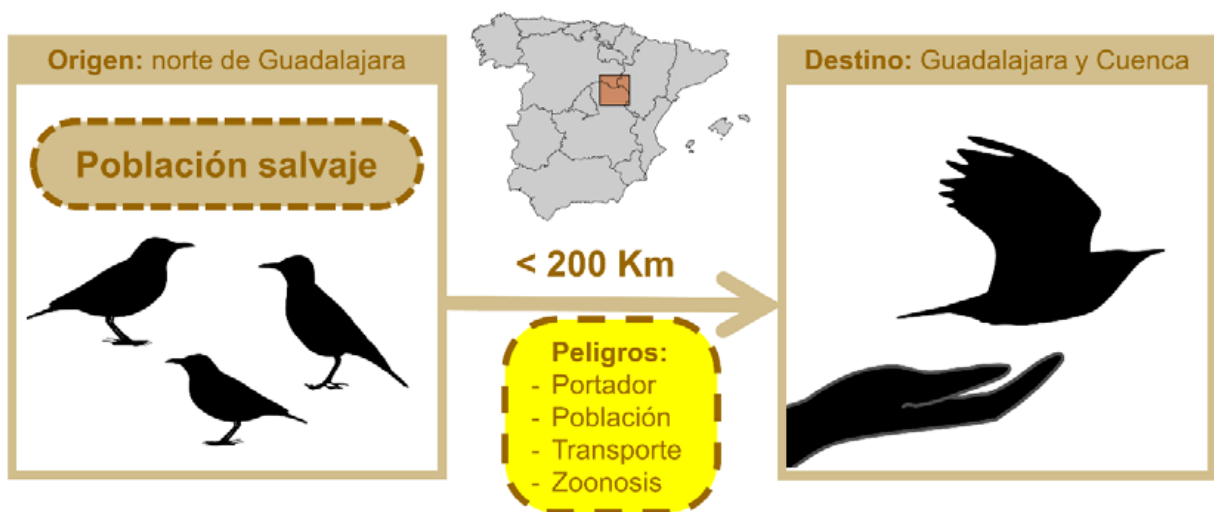 Origen: norte de Guadalajara
Población salvaje
< 200 Km
Peligros:
- Portador
- Población
- Transporte
- Zoonosis
Destino: Guadalajara y Cuenca